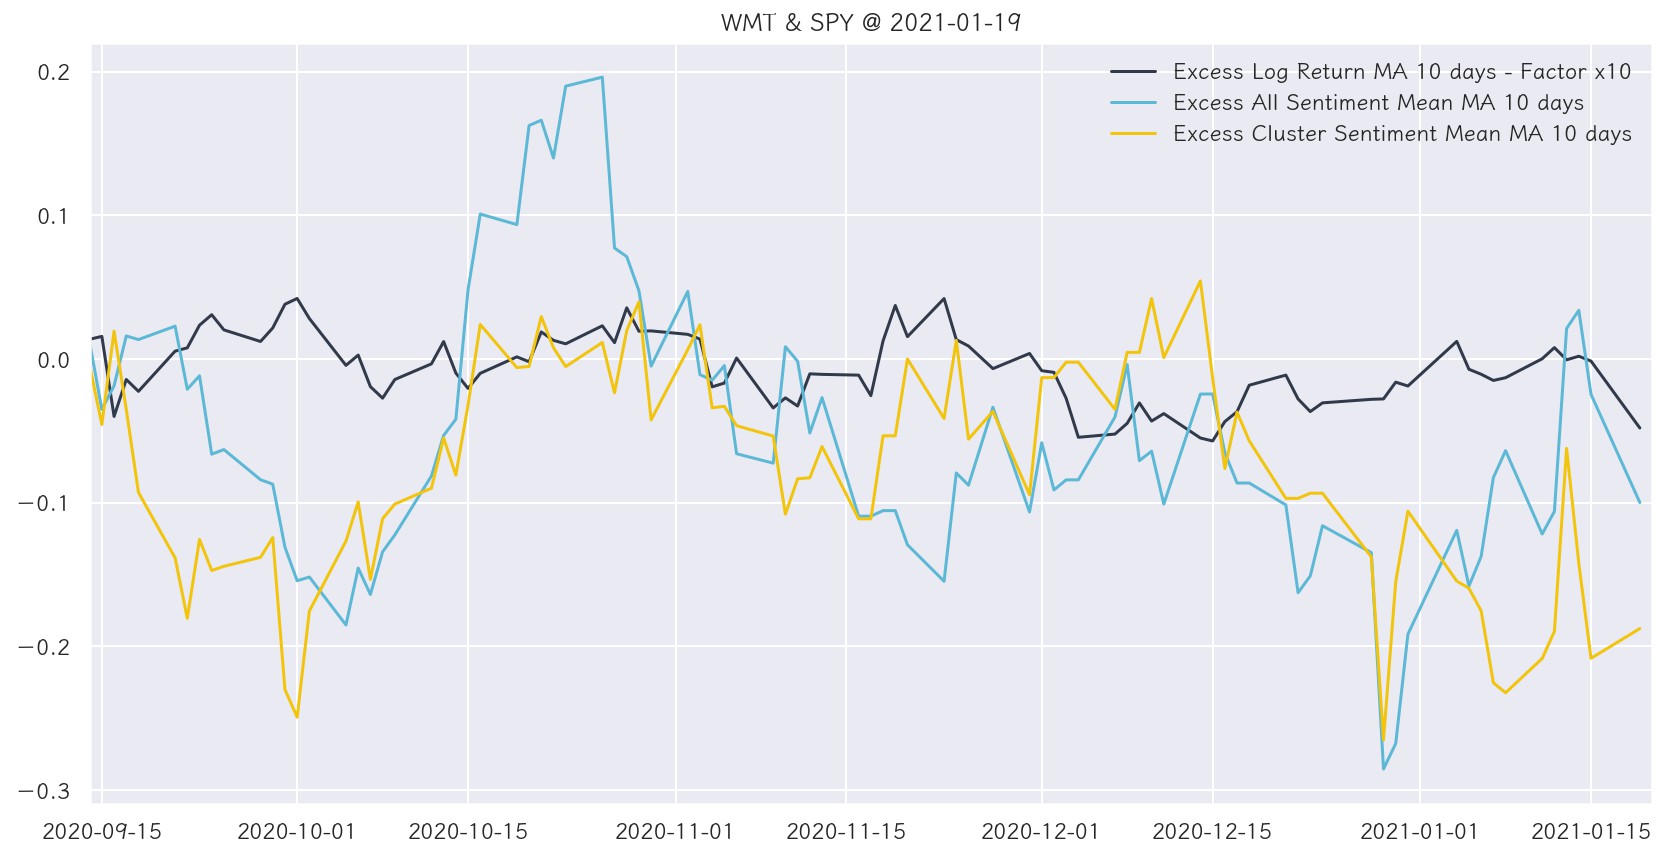 WMT & SPY @ 2021-01-19
Excess Log Return MA 10 days - Factor x10
Excess All Sentiment Mean MA 10 days
Excess Cluster Sentiment Mean MA 10 days
0.2
0.1
0.0
−0.1
−0.2
−0.3
2020-09-15 2020-10-01 2020-10-15 2020-11-01 2020-11-15 2020-12-01 2020-12-15 2021-01-01 2021-01-15